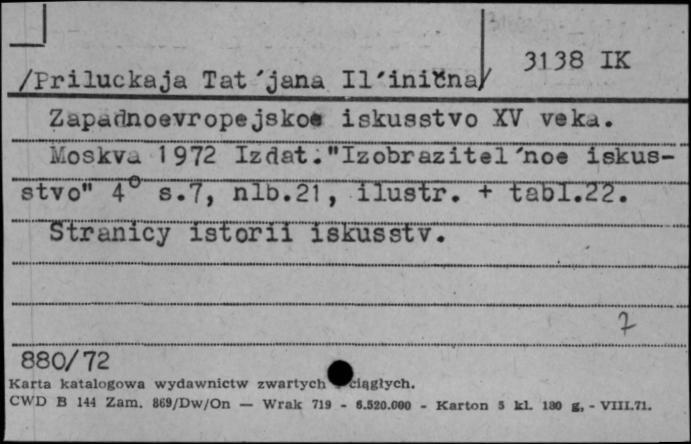 3138 IK
/Priluckaja Tat´jana Il´inična/
Zapadnoevropejskoe iskusstvo XV veka.
Moskva 1972 Izdat."Izobrazitel´noe iskus-
stvo" 4° s.7, nlb.21, ilustr. + tabl.22.
Stranicy istorii iskusstv.
7
880/72
Karta katalogowa wydawnictw zwartych ciągłych.
CWD B 144 Zam. 869/Dw/On — Wrak 719 - 6.520.000 - Karton 5 kl. 180 g, - VIII.71.